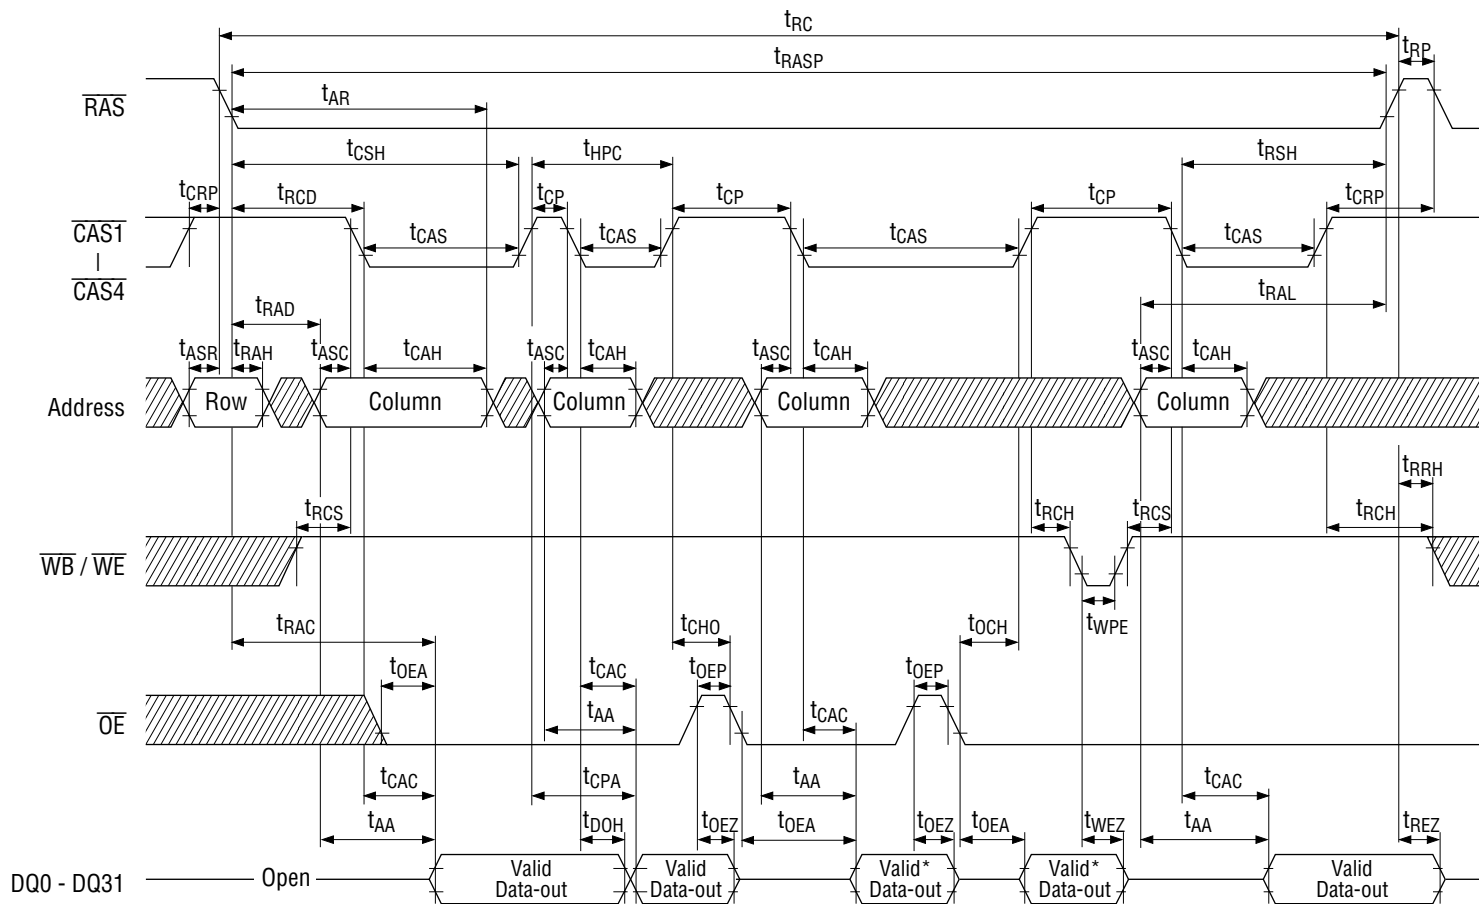 tRC
tRASP
tRP
tAR
RAS
tCSH
tHPC
tRSH
tCRP
tRCD
tCP
tCP
tCP
tCRP
CAS1
tCAS
tCAS
tCAS
tCAS
CAS4
tRAD
tRAL
tASR
tRAH
tASC
tCAH
tASC
tCAH
tASC
tCAH
tASC
tCAH
Address
Row
Column
Column
Column
Column
tRRH
tRCS
tRCH
tRCS
tRCH
WB / WE
tWPE
tRAC
tCHO
tOCH
tOEA
tCAC
tOEP
tOEP
OE
tAA
tCAC
tCAC
tCPA
tAA
tCAC
tAA
tDOH
tOEZ
tOEA
tOEZ
tOEA
tWEZ
tAA
tREZ
DQ0 - DQ31
Open
Valid
Data-out
Valid
Data-out
Valid*
Data-out
Valid*
Data-out
Valid
Data-out